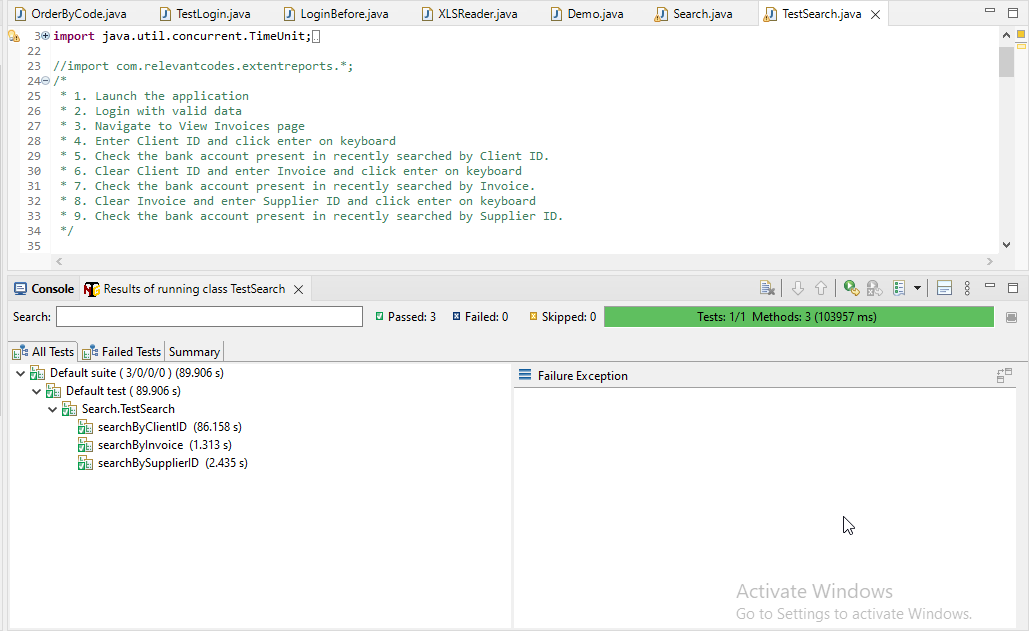 OrderByCode.java TestLogin.java LoginBefore.java XLSReader.java Demo.java Search.java TestSearch.java
3 import java.util.concurrent.TimeUnit;
22
23 //import com.relevantcodes.extentreports.*;
24 /*
25 * 1. Launch the application
26 * 2. Login with valid data
27 * 3. Navigate to View Invoices page
28 * 4. Enter Client ID and click enter on keyboard
29 * 5. Check the bank account present in recently searched by Client ID.
30 * 6. Clear Client ID and enter Invoice and click enter on keyboard
31 * 7. Check the bank account present in recently searched by Invoice.
32 * 8. Clear Invoice and enter Supplier ID and click enter on keyboard
33 * 9. Check the bank account present in recently searched by Supplier ID.
34 */
35
Console Results of running class TestSearch
Search: Passed: 3 Failed: 0 Skipped: 0 Tests: 1/1 Methods: 3 (103957 ms)
All Tests Failed Tests Summary
Default suite ( 3/0/0/0 ) (89.906 s)
Default test ( 89.906 s)
Search.TestSearch
searchByClientID (86.158 s)
searchByInvoice (1.313 s)
searchBySupplierID (2.435 s)
Failure Exception
Activate Windows
Go to Settings to activate Windows.